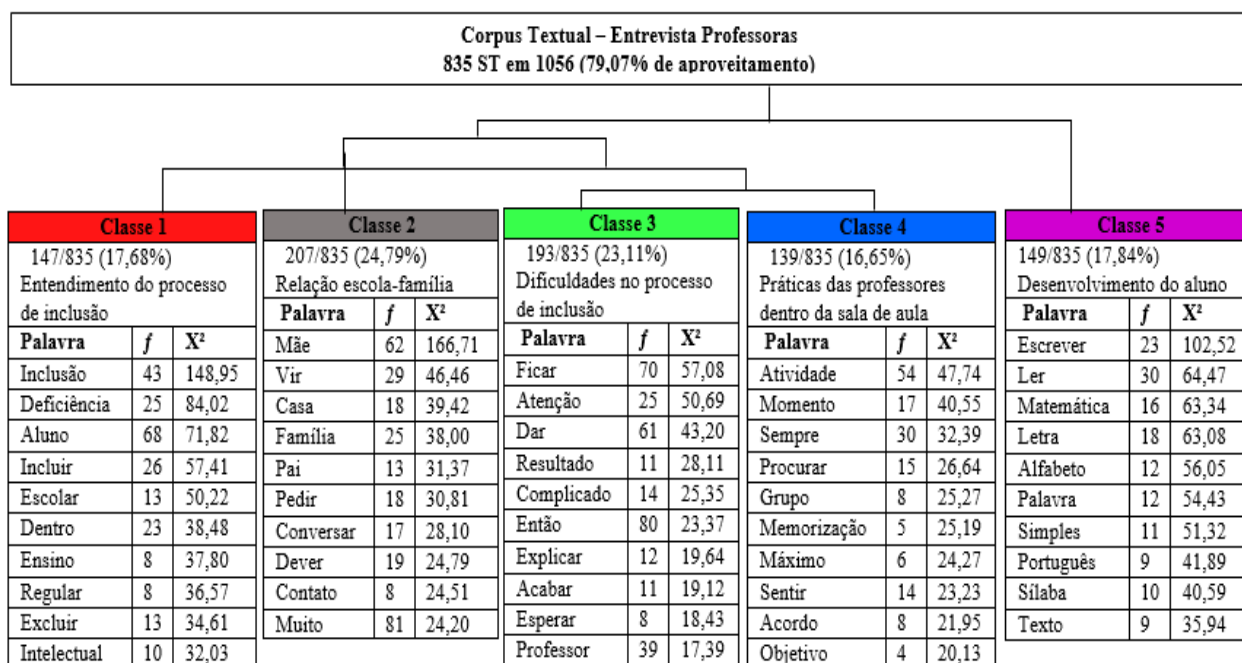 Corpus Textual – Entrevista Professoras
835 ST em 1056 (79,07% de aproveitamento)
Classe 1
147/835 (17,68%)
Entendimento do processo
de inclusão
Palavra f X²
Inclusão 43 148,95
Deficiência 25 84,02
Aluno 68 71,82
Incluir 26 57,41
Escolar 13 50,22
Dentro 23 38,48
Ensino 8 37,80
Regular 8 36,57
Excluir 13 34,61
Intelectual 10 32,03
Classe 2
207/835 (24,79%)
Relação escola-família
Palavra f X²
Mãe 62 166,71
Vir 29 46,46
Casa 18 39,42
Família 25 38,00
Pai 13 31,37
Pedir 18 30,81
Conversar 17 28,10
Dever 19 24,79
Contato 8 24,51
Muito 81 24,20
Classe 3
193/835 (23,11%)
Dificuldades no processo
de inclusão
Palavra f X²
Ficar 70 57,08
Atenção 25 50,69
Dar 61 43,20
Resultado 11 28,11
Complicado 14 25,35
Então 80 23,37
Explicar 12 19,64
Acabar 11 19,12
Esperar 8 18,43
Professor 39 17,39
Classe 4
139/835 (16,65%)
Práticas das professores
dentro da sala de aula
Palavra f X²
Atividade 54 47,74
Momento 17 40,55
Sempre 30 32,39
Procurar 15 26,64
Grupo 8 25,27
Memorização 5 25,19
Máximo 6 24,27
Sentir 14 23,23
Acordo 8 21,95
Objetivo 4 20,13
Classe 5
149/835 (17,84%)
Desenvolvimento do aluno
Palavra f X²
Escrever 23 102,52
Ler 30 64,47
Matemática 16 63,34
Letra 18 63,08
Alfabeto 12 56,05
Palavra 12 54,43
Simples 11 51,32
Português 9 41,89
Sílaba 10 40,59
Texto 9 35,94